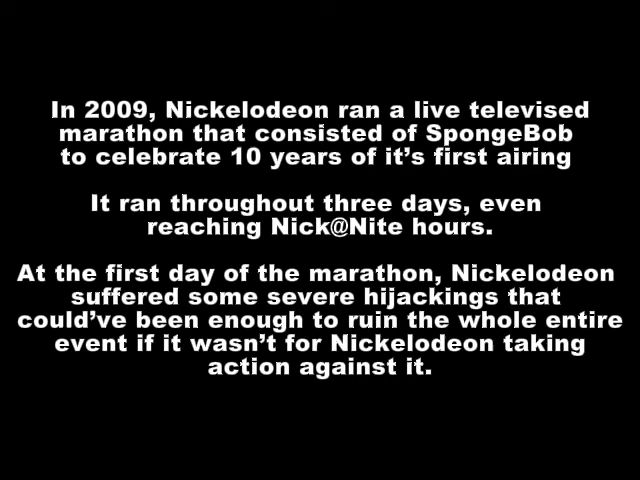 In 2009, Nickelodeon ran a live televised
marathon that consisted of SpongeBob
to celebrate 10 years of it's first airing
It ran throughout three days, even
reaching Nick@Nite hours.
At the first day of the marathon, Nickelodeon
suffered some severe hijackings that
could've been enough to ruin the whole entire
event if it wasn't for Nickelodeon taking
action against it.